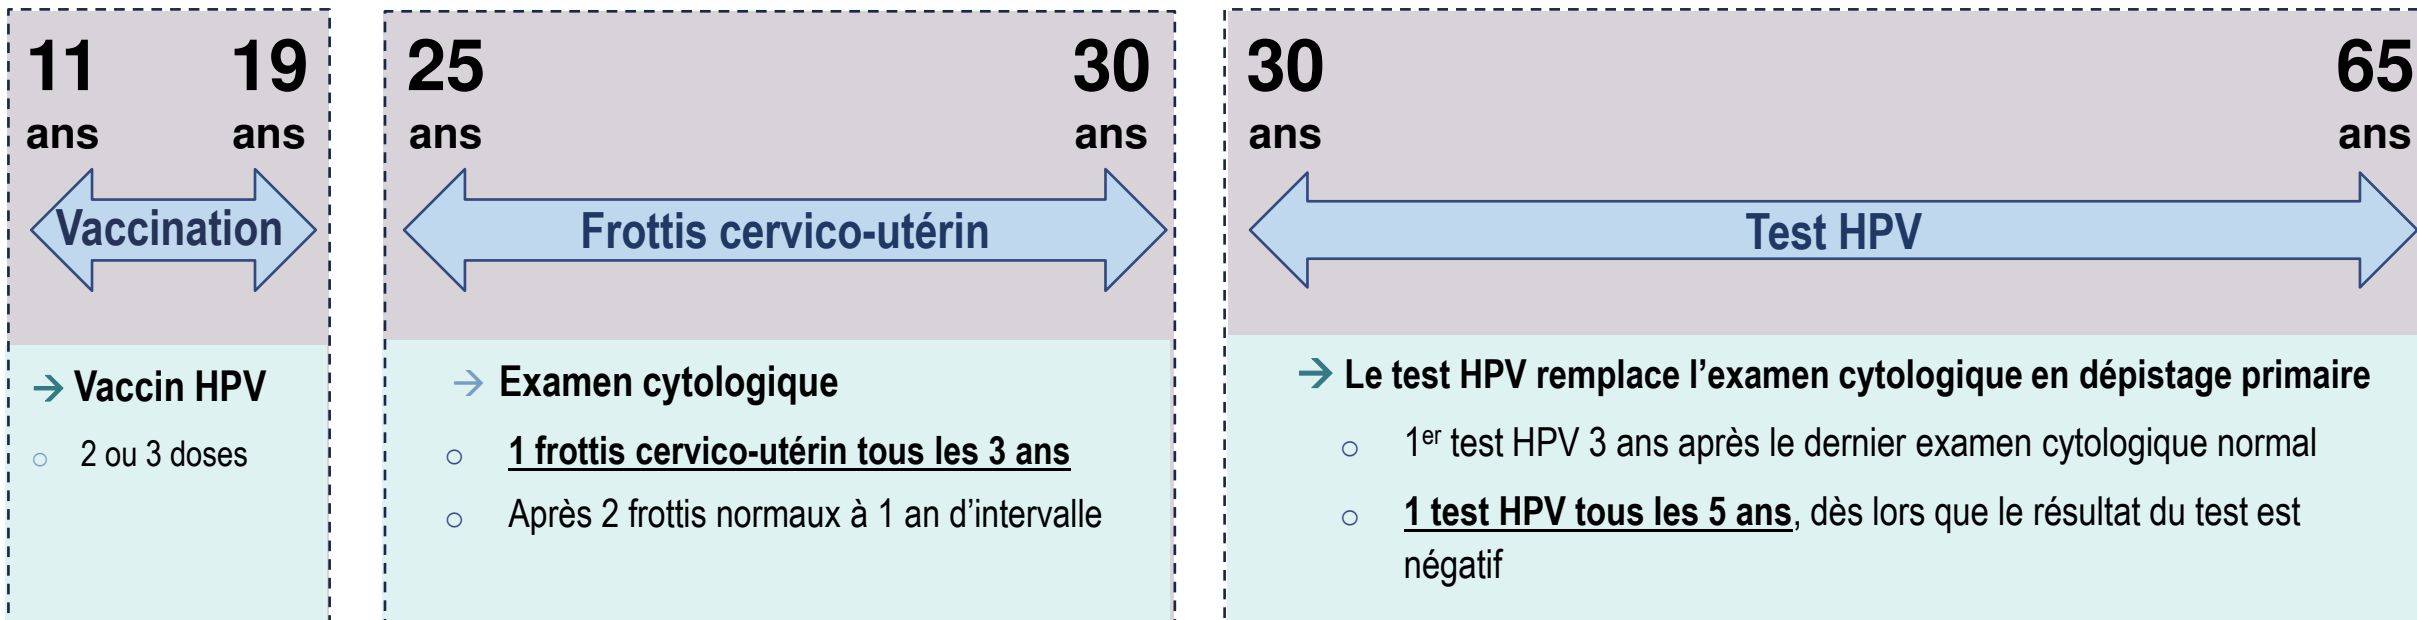 11 ans
19 ans
Vaccination
→ Vaccin HPV
○ 2 ou 3 doses
25 ans
30 ans
Frottis cervico-utérin
→ Examen cytologique
○ 1 frottis cervico-utérin tous les 3 ans
○ Après 2 frottis normaux à 1 an d’intervalle
30 ans
65 ans
Test HPV
→ Le test HPV remplace l’examen cytologique en dépistage primaire
○ 1er test HPV 3 ans après le dernier examen cytologique normal
○ 1 test HPV tous les 5 ans, dès lors que le résultat du test est
négatif